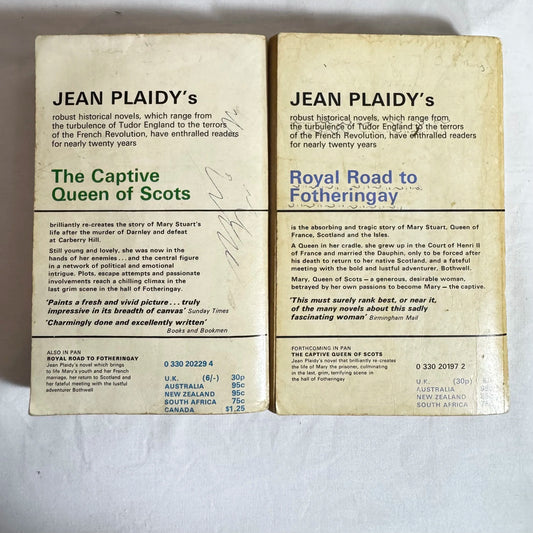 JEAN PLAIDY's
robust historical novels, which range from
the turbulence of Tudor England to the terrors
of the French Revolution, have enthralled readers
for nearly twenty years
The Captive
Queen of Scots
brilliantly re-creates the story of Mary Stuart's
life after the murder of Darnley and defeat
at Carberry Hill.
Still young and lovely, she was now in the
hands of her enemies . . . and the central figure
in a network of political and emotional
intrigue. Plots, escape attempts and passionate
involvements reach a chilling climax in the
last grim scene in the hall of Fotheringay.
'Paints a fresh and vivid picture . . . truly
impressive in its breadth of canvas' Sunday Times
'Charmingly done and excellently written'
Books and Bookmen
ALSO IN PAN
ROYAL ROAD TO FOTHERINGAY
Jean Plaidy's novel which brings
to life Mary's youth and her French
marriage, her return to Scotland and
her fateful meeting with the lustful
adventurer Bothwell
0 330 20229 4
U.K. (6/-) 30p
AUSTRALIA 95c
NEW ZEALAND 95c
SOUTH AFRICA 75c
CANADA $1.25
JEAN PLAIDY's
robust historical novels, which range from
the turbulence of Tudor England to the terrors
of the French Revolution, have enthralled readers
for nearly twenty years
Royal Road to
Fotheringay
is the absorbing and tragic story of Mary Stuart, Queen of
France, Scotland and the Isles.
A Queen in her cradle, she grew up in the Court of Henri II
of France and married the Dauphin, only to be forced after
his death to return to her native Scotland, and a fateful
meeting with the bold and lustful adventurer, Bothwell.
Mary, Queen of Scots – a generous, desirable woman,
betrayed by her own passions to become Mary – the captive.
'This must surely rank best, or near it,
of the many novels about this sadly
fascinating woman' Birmingham Mail
FORTHCOMING IN PAN
THE CAPTIVE QUEEN OF SCOTS
Jean Plaidy's novel that brilliantly re-creates
the life of Mary the prisoner, culminating
in the last, grim, terrifying scene in
the hall of Fotheringay
0 330 20197 2
U.K. (30p)
AUSTRALIA
NEW ZEALAND
SOUTH AFRICA